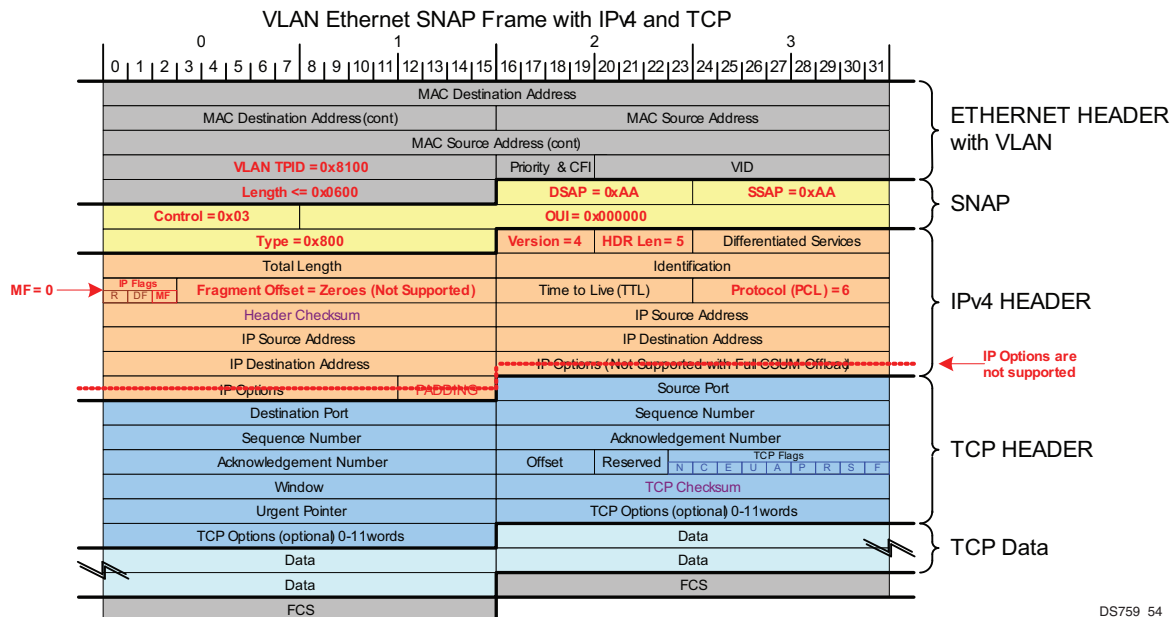 VLAN Ethernet SNAP Frame with IPv4 and TCP
0 1 2 3
0 1 2 3 4 5 6 7 8 9 10 11 12 13 14 15 16 17 18 19 20 21 22 23 24 25 26 27 28 29 30 31
MAC Destination Address
MAC Destination Address (cont) MAC Source Address
MAC Source Address (cont)
VLAN TPID = 0x8100 Priority & CFI VID
ETHERNET HEADER
with VLAN
Length <= 0x0600 DSAP = 0xAA SSAP = 0xAA
Control = 0x03 OUI = 0x000000
SNAP
Type = 0x800 Version = 4 HDR Len = 5 Differentiated Services
Total Length Identification
MF = 0
IP Flags
R DF MF
Fragment Offset = Zeroes (Not Supported) Time to Live (TTL) Protocol (PCL) = 6
IPv4 HEADER
Header Checksum IP Source Address
IP Source Address IP Destination Address
IP Destination Address IP Options (Not Supported with Full CSUM Offload)
IP Options are
not supported
IP Options PADDING Source Port
Destination Port Sequence Number
Sequence Number Acknowledgement Number
TCP HEADER
Acknowledgement Number Offset Reserved
TCP Flags
N C E U A P R S F
Window TCP Checksum
Urgent Pointer TCP Options (optional) 0-11words
TCP Options (optional) 0-11words Data
Data Data
TCP Data
Data FCS
FCS
DS759_54